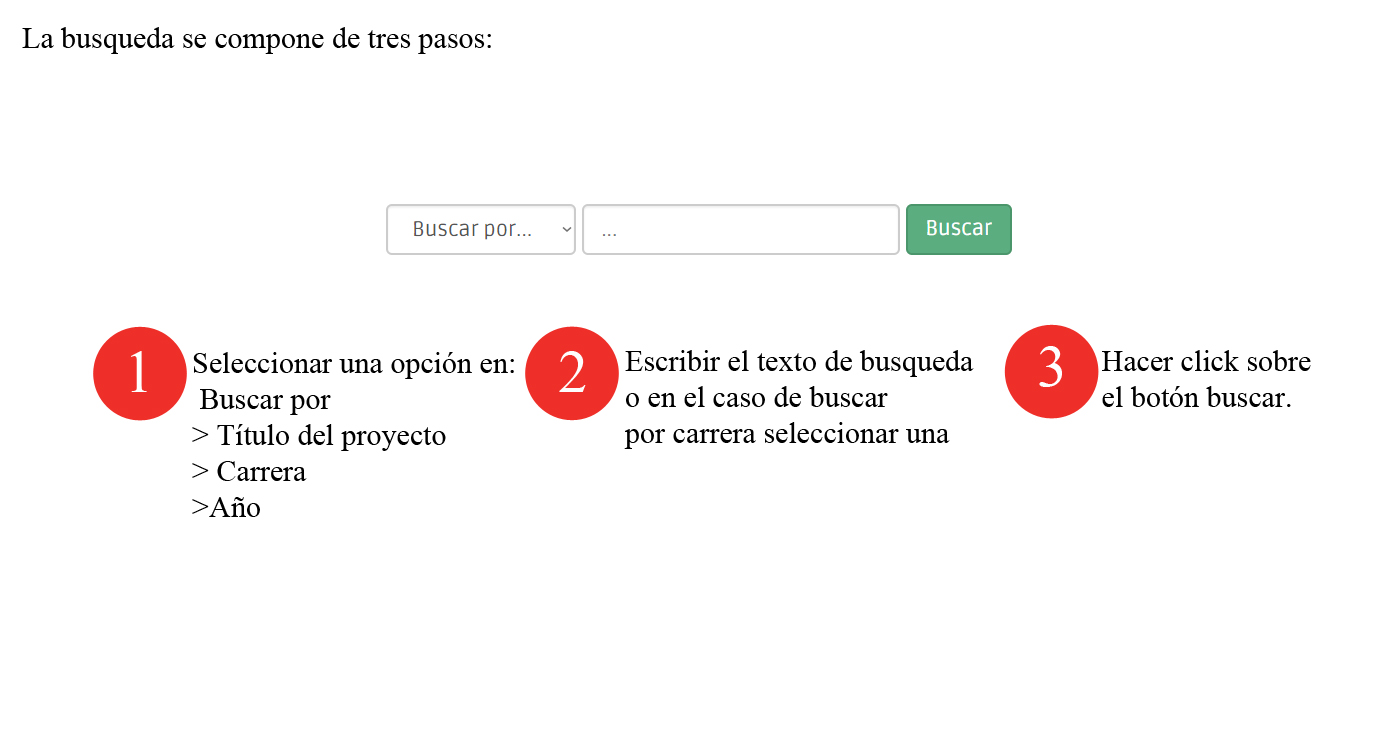 La busqueda se compone de tres pasos:
Buscar por... ... Buscar
1
Seleccionar una opción en:
Buscar por
> Título del proyecto
> Carrera
>Año
2
Escribir el texto de busqueda
o en el caso de buscar
por carrera seleccionar una
3
Hacer click sobre
el botón buscar.